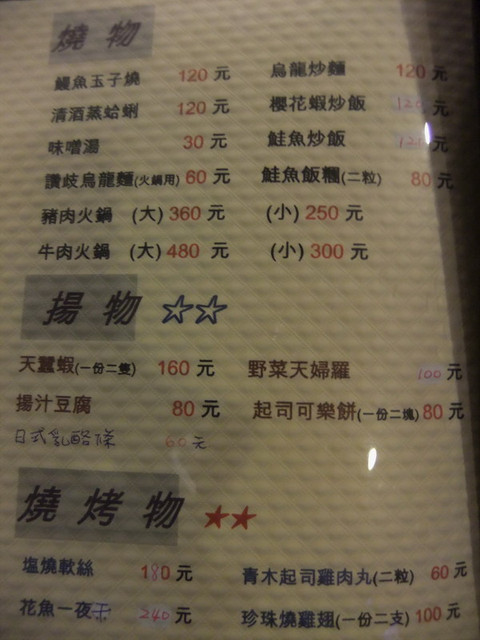 燒物
鰻魚玉子燒 120元 烏龍炒麵 120元
清酒蒸蛤蜊 120元 櫻花蝦炒飯 120元
味噌湯 30元 鮭魚炒飯 120元
讚歧烏龍麵(火鍋用) 60元 鮭魚飯糰(二粒) 80元
豬肉火鍋 (大) 360元 (小) 250元
牛肉火鍋 (大) 480元 (小) 300元
揚物 ☆☆
天蠶蝦(一份二隻) 160元 野菜天婦羅 100元
揚汁豆腐 80元 起司可樂餅(一份二塊) 80元
日式乳酪條 60元
燒烤物 ★★
塩燒軟絲 180元 青木起司雞肉丸(二粒) 60元
花魚一夜干 240元 珍珠燒雞翅(一份二支) 100元